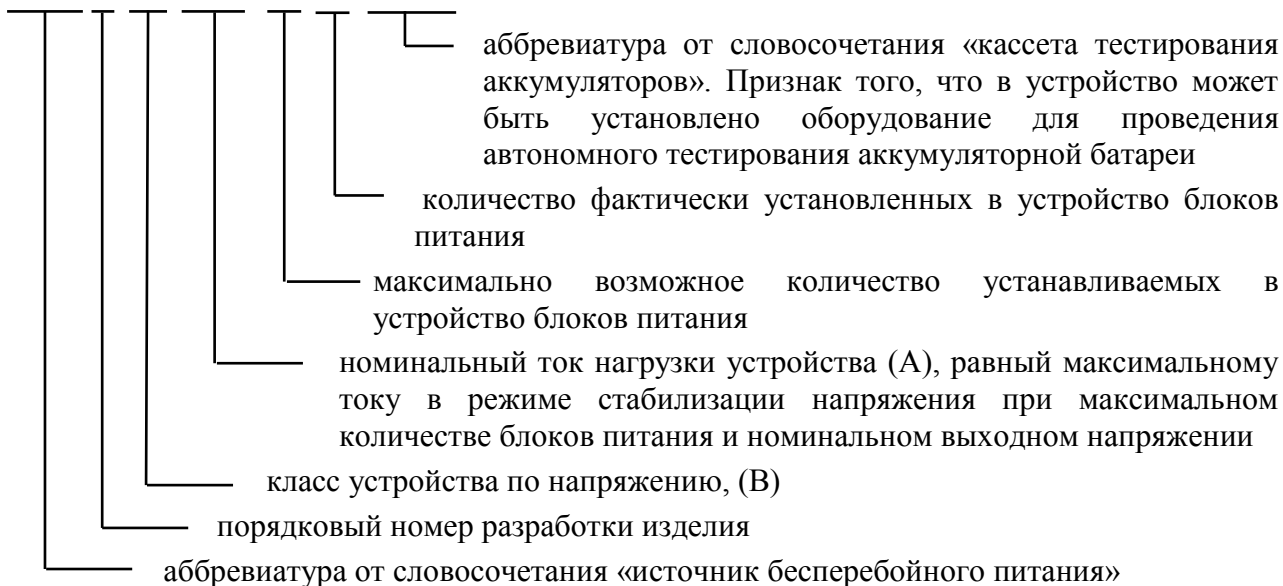 аббревиатура от словосочетания «кассета тестирования
аккумуляторов». Признак того, что в устройство может
быть установлено оборудование для проведения
автономного тестирования аккумуляторной батареи
количество фактически установленных в устройство блоков
питания
максимально возможное количество устанавливаемых в
устройство блоков питания
номинальный ток нагрузки устройства (А), равный максимальному
току в режиме стабилизации напряжения при максимальном
количестве блоков питания и номинальном выходном напряжении
класс устройства по напряжению, (В)
порядковый номер разработки изделия
аббревиатура от словосочетания «источник бесперебойного питания»